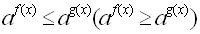 a^{f(x)} ≤ a^{g(x)} (a^{f(x)} ≥ a^{g(x)})